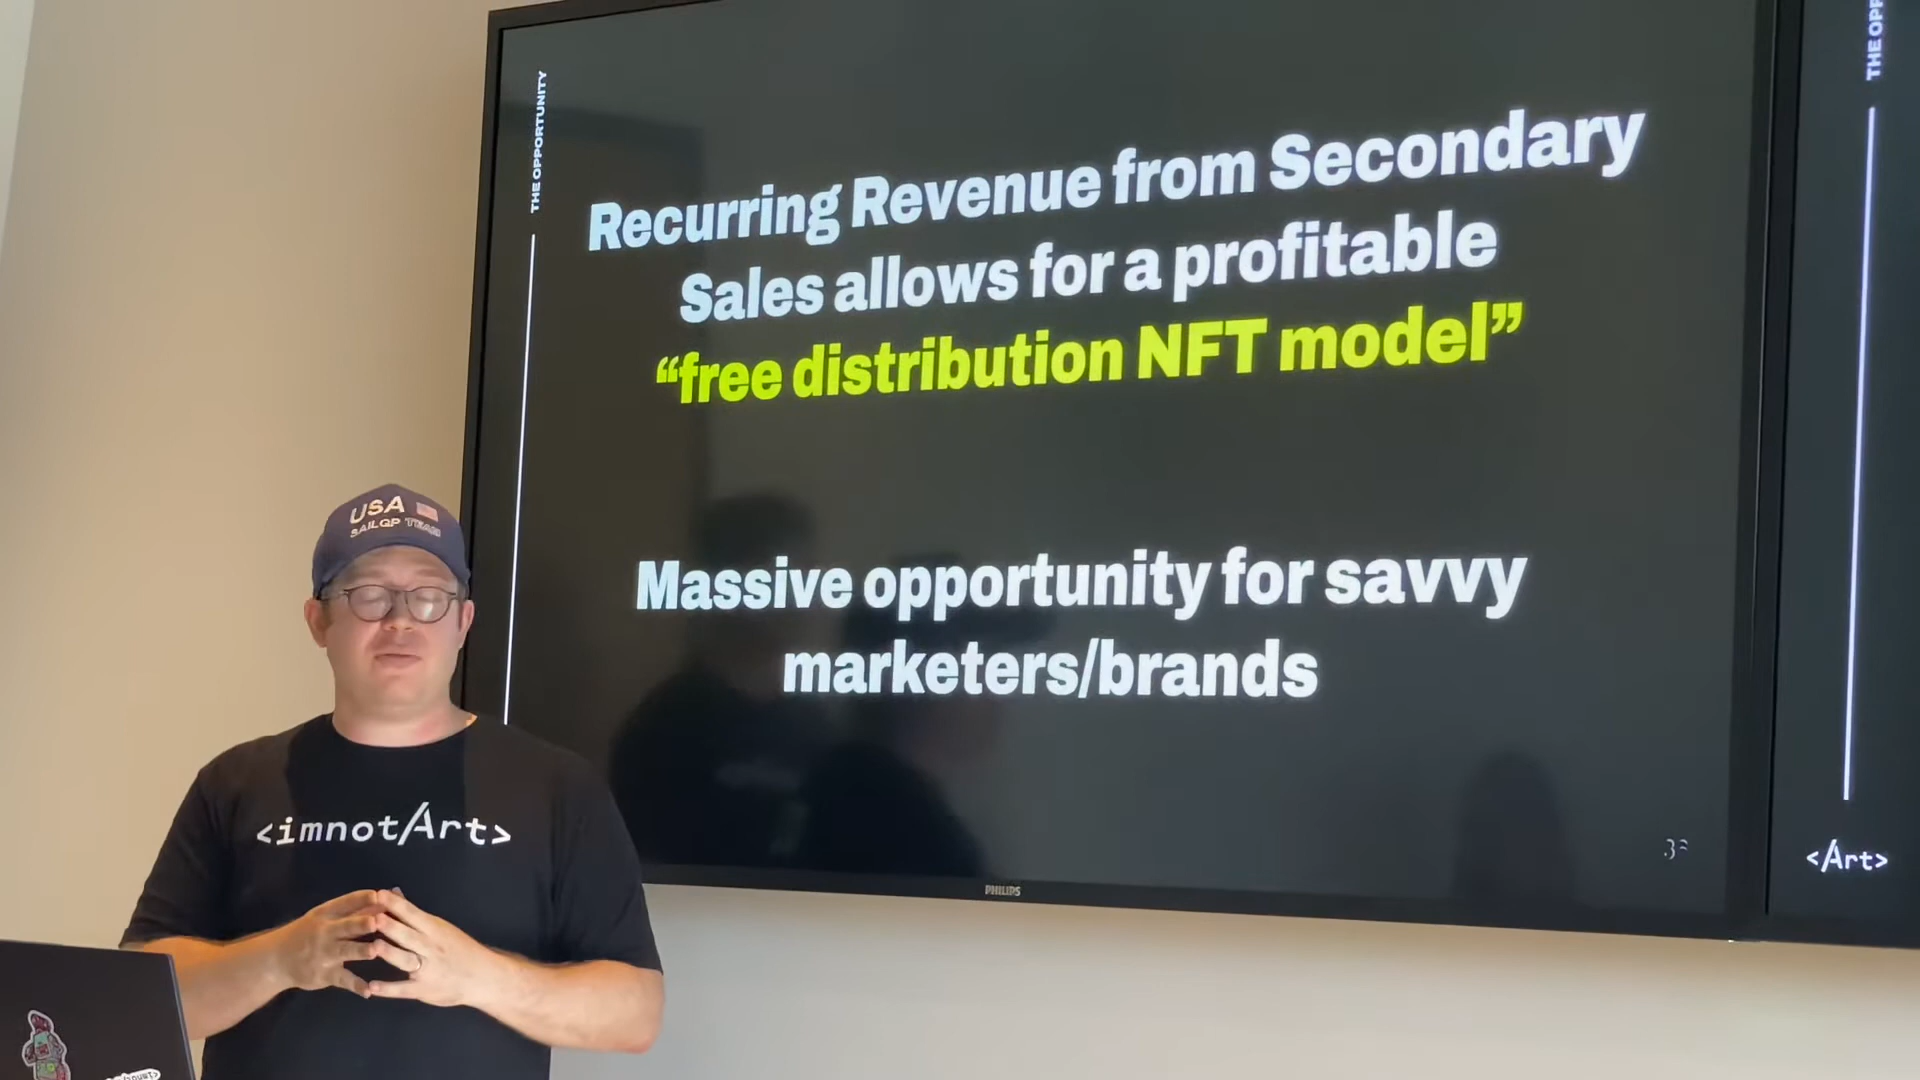 THE OPPORTUNITY
Recurring Revenue from Secondary
Sales allows for a profitable
“free distribution NFT model”
Massive opportunity for savvy
marketers/brands
THE OPP
<Art>
PHILIPS
USA
SAILGP TEAM
<imnotArt>